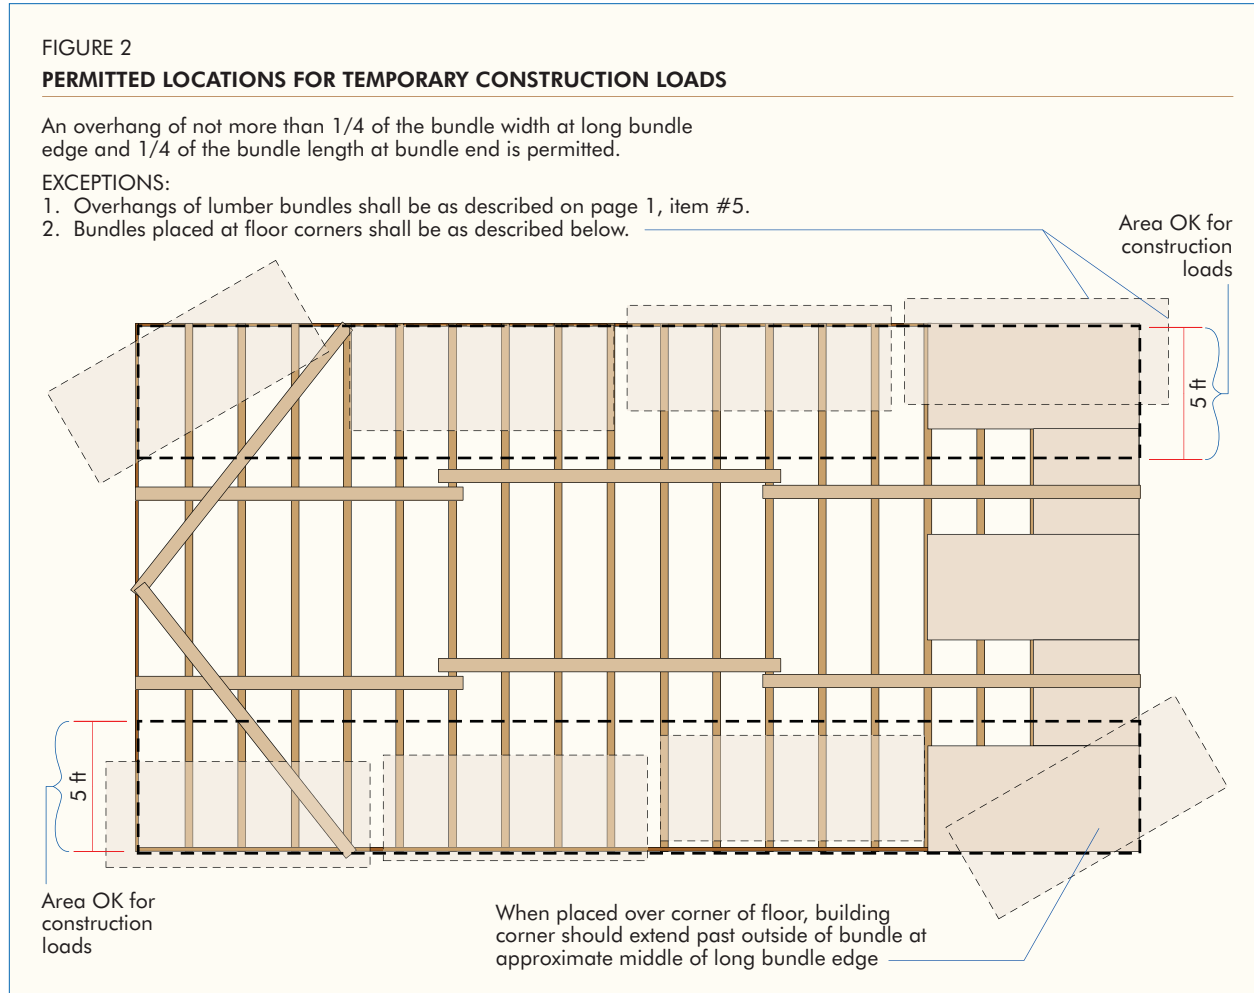 FIGURE 2
PERMITTED LOCATIONS FOR TEMPORARY CONSTRUCTION LOADS
An overhang of not more than 1/4 of the bundle width at long bundle
edge and 1/4 of the bundle length at bundle end is permitted.
EXCEPTIONS:
1. Overhangs of lumber bundles shall be as described on page 1, item #5.
2. Bundles placed at floor corners shall be as described below.
Area OK for
construction
loads
5 ft
5 ft
Area OK for
construction
loads
When placed over corner of floor, building
corner should extend past outside of bundle at
approximate middle of long bundle edge